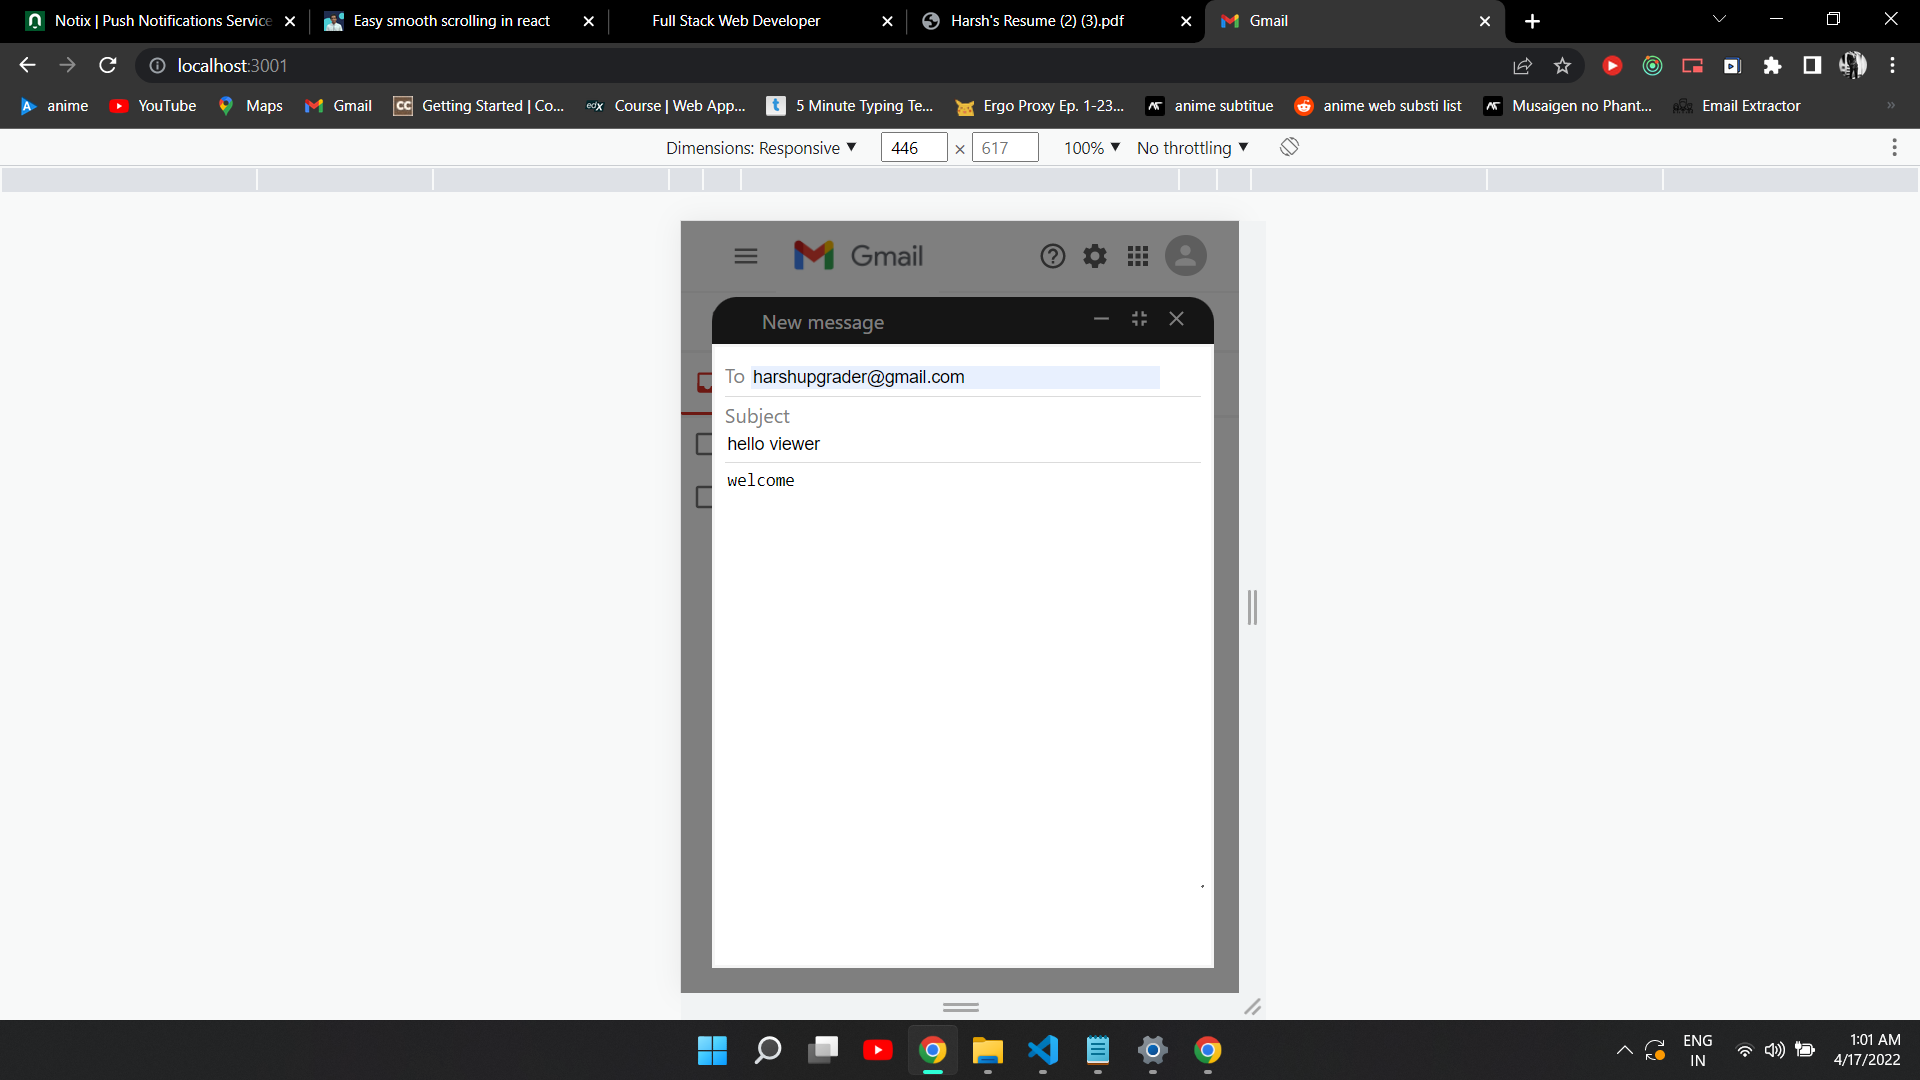 Notix | Push Notifications Service
Easy smooth scrolling in react
Full Stack Web Developer
Harsh's Resume (2) (3).pdf
Gmail
localhost:3001
anime
YouTube
Maps
Gmail
CC
Getting Started | Co...
edX
Course | Web App...
t
5 Minute Typing Te...
Ergo Proxy Ep. 1-23...
anime subtitue
anime web substi list
Musaigen no Phant...
Email Extractor
»
Dimensions: Responsive
446 × 617
100%
No throttling
Gmail
New message
To harshupgrader@gmail.com
Subject
hello viewer
welcome
ENG
IN
1:01 AM
4/17/2022